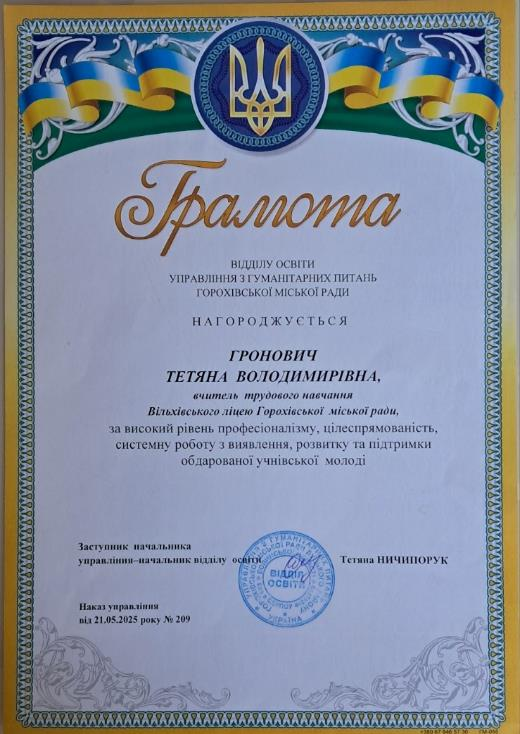 Грамота
ВІДДІЛУ ОСВІТИ
УПРАВЛІННЯ З ГУМАНІТАРНИХ ПИТАНЬ
ГОРОХІВСЬКОЇ МІСЬКОЇ РАДИ
НАГОРОДЖУЄТЬСЯ
ГРОНОВИЧ
ТЕТЯНА ВОЛОДИМИРІВНА,
вчитель трудового навчання
Вільхівського ліцею Горохівської міської ради,
за високий рівень професіоналізму, цілеспрямованість,
системну роботу з виявлення, розвитку та підтримки
обдарованої учнівської молоді
Заступник начальника
управління–начальник відділу освіти Тетяна НИЧИПОРУК
ВІДДІЛ
ОСВІТИ
УКРАЇНА
Наказ управління
від 21.05.2025 року № 209